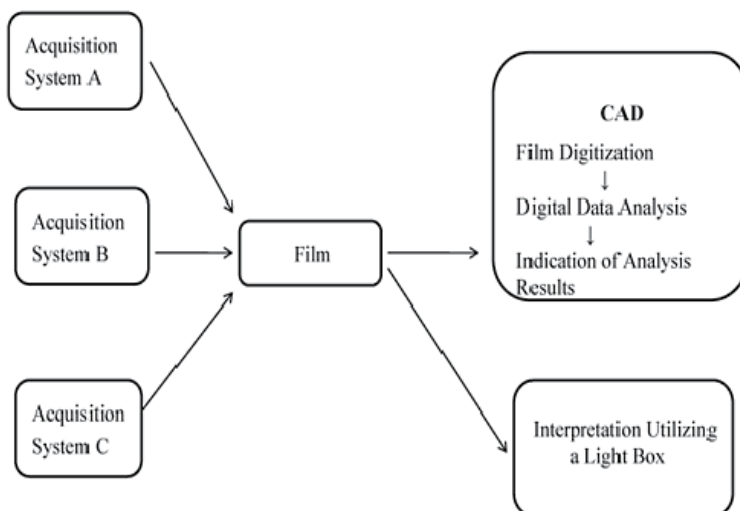 Acquisition
System A
Acquisition
System B
Acquisition
System C
Film
CAD
Film Digitization
↓
Digital Data Analysis
↓
Indication of Analysis
Results
Interpretation Utilizing
a Light Box